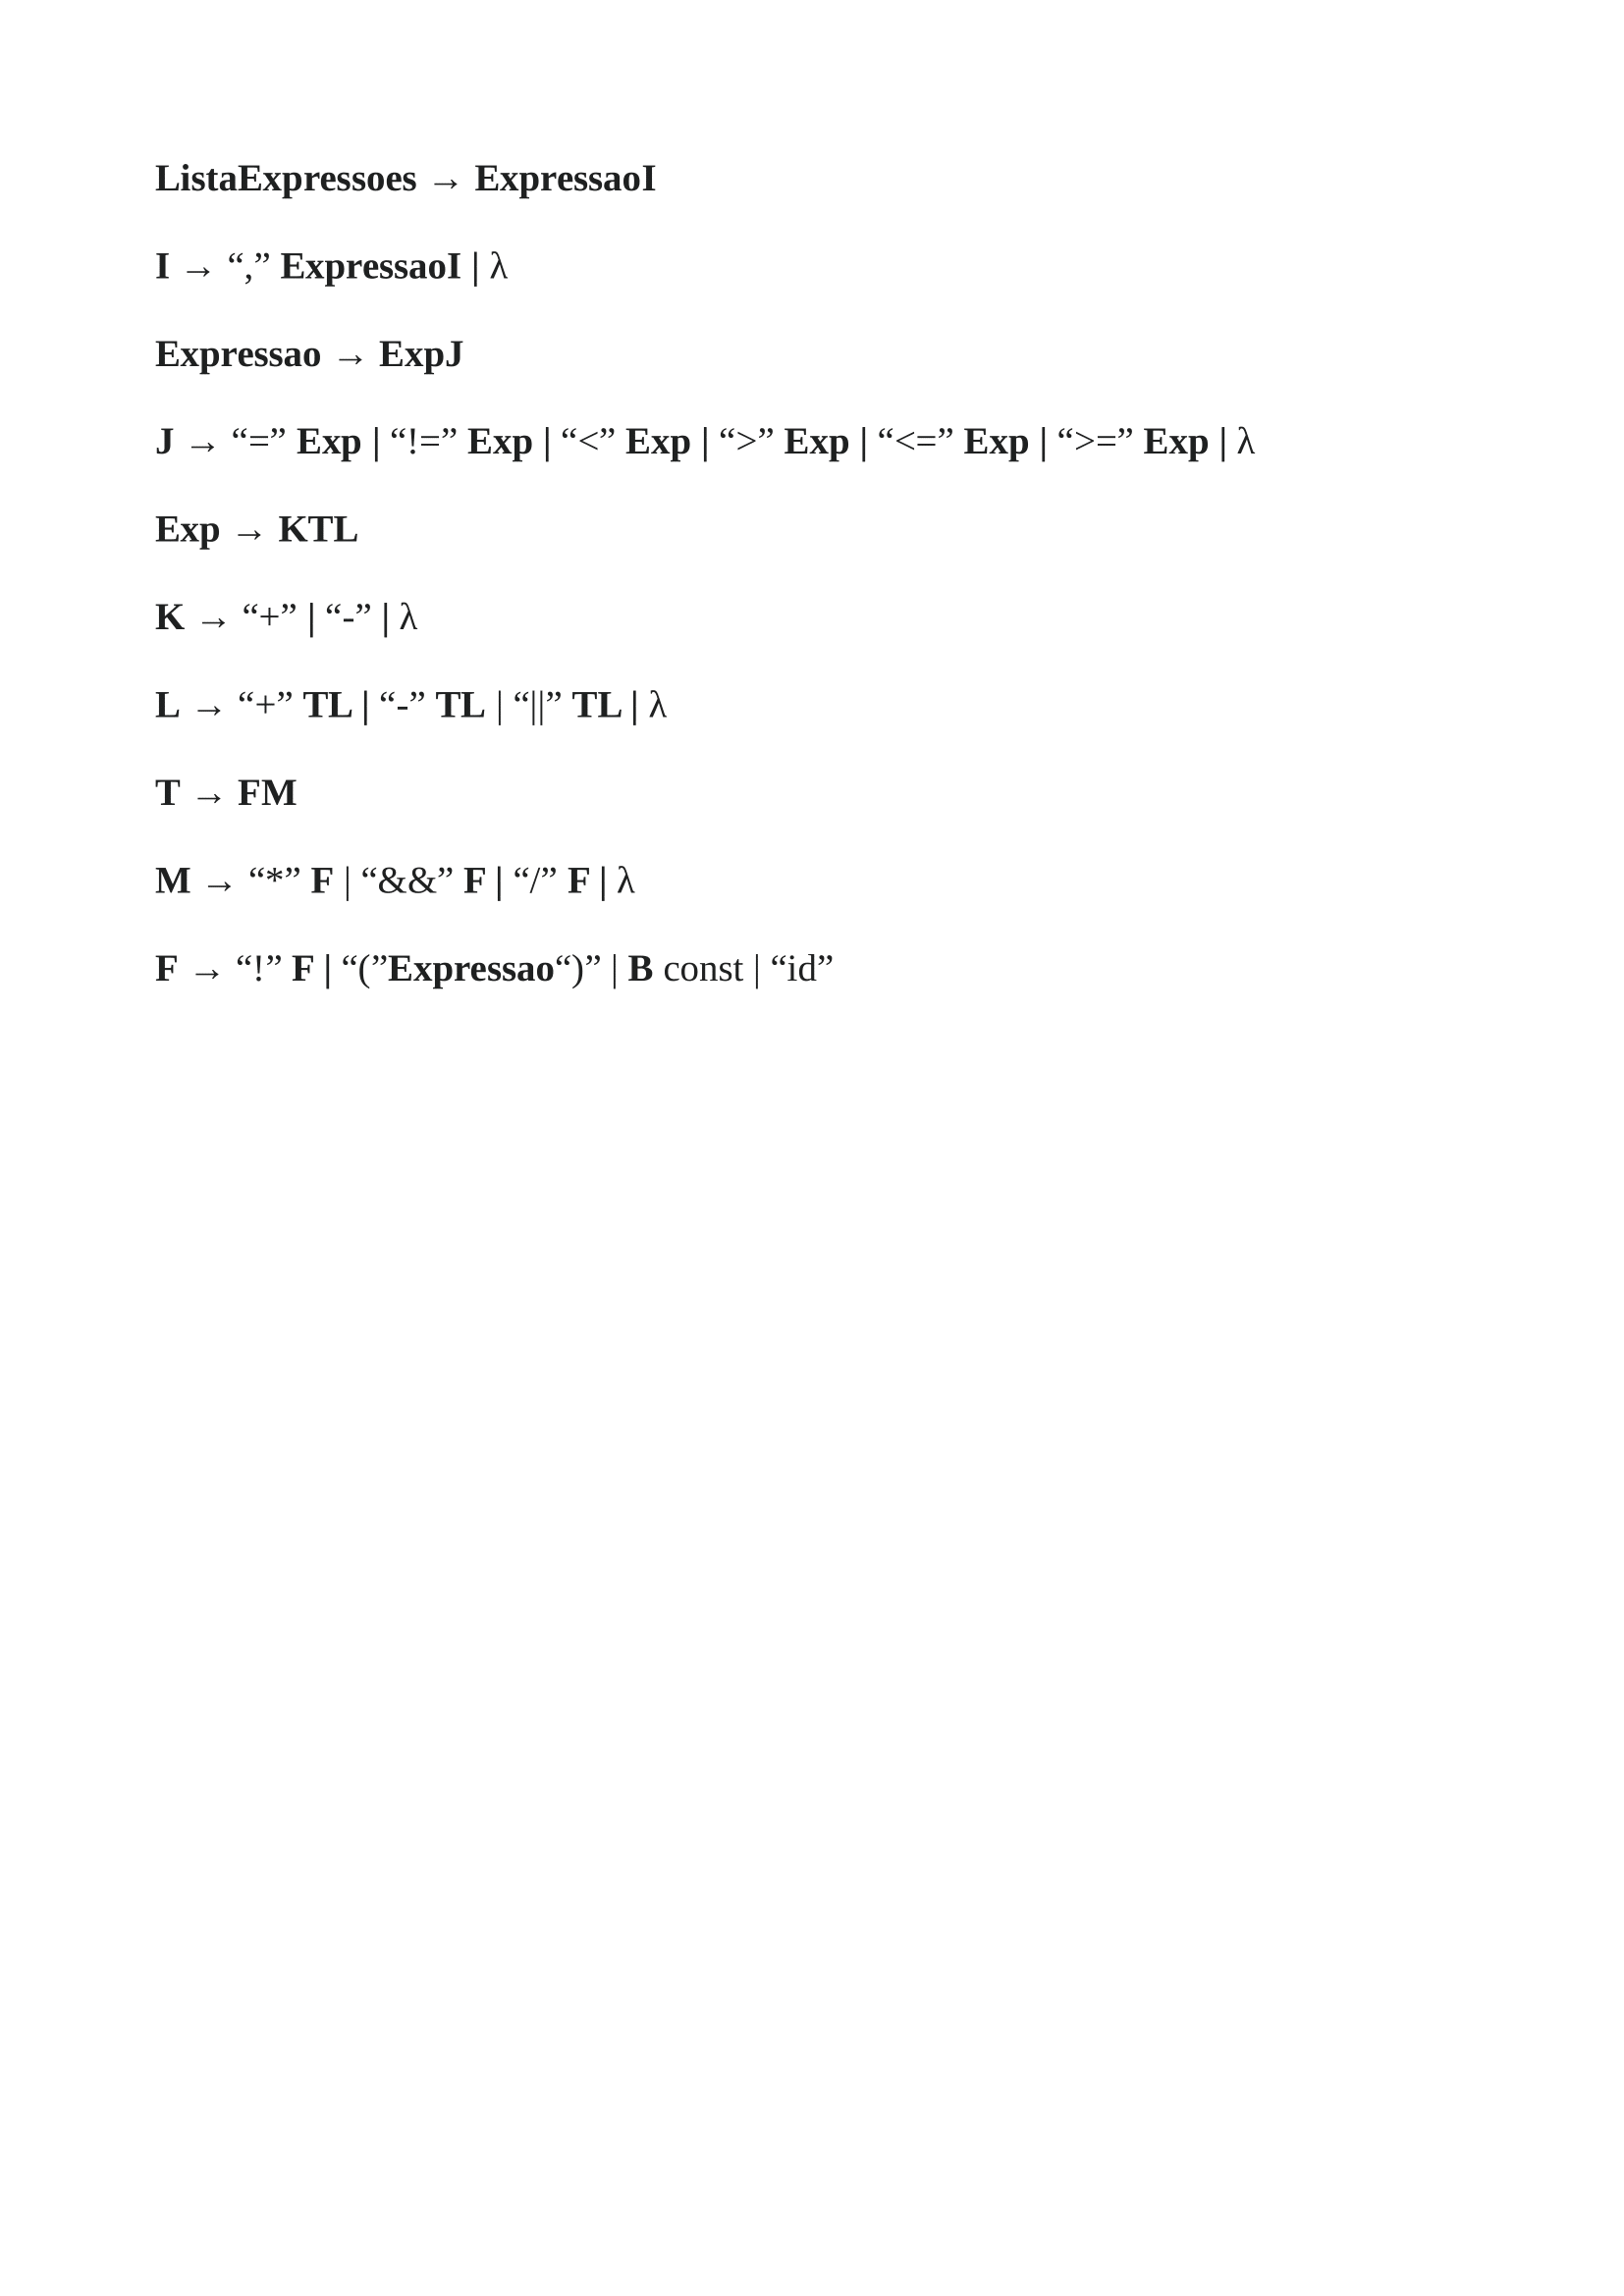 ListaExpressoes → ExpressaoI
I → “,” ExpressaoI | λ
Expressao → ExpJ
J → “=” Exp | “!=” Exp | “<” Exp | “>” Exp | “<=” Exp | “>=” Exp | λ
Exp → KTL
K → “+” | “-” | λ
L → “+” TL | “-” TL | “||” TL | λ
T → FM
M → “*” F | “&&” F | “/” F | λ
F → “!” F | “(”Expressao“)” | B const | “id”